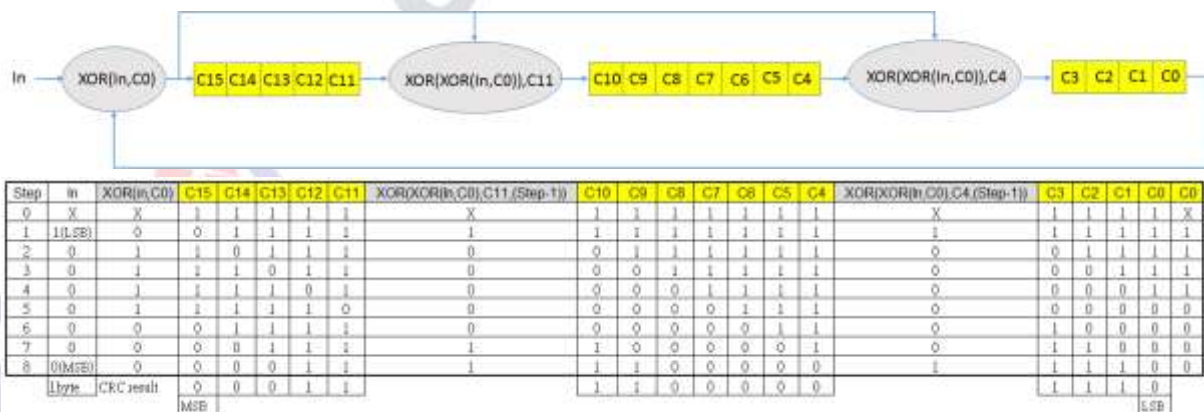 In XOR(In,C0) C15 C14 C13 C12 C11 XOR(XOR(In,C0)),C11 C10 C9 C8 C7 C6 C5 C4 XOR(XOR(In,C0)),C4 C3 C2 C1 C0
Step In XOR(In,C0) C15 C14 C13 C12 C11 XOR(XOR(In,C0),C11,(Step-1)) C10 C9 C8 C7 C6 C5 C4 XOR(XOR(In,C0),C4,(Step-1)) C3 C2 C1 C0 C0
0 X X 1 1 1 1 1 X 1 1 1 1 1 1 1 X 1 1 1 1 X
1 1(LSB) 0 0 1 1 1 1 1 1 1 1 1 1 1 1 1 1 1 1 1 1
2 0 1 1 0 1 1 1 0 0 1 1 1 1 1 1 0 0 1 1 1 1
3 0 1 1 1 0 1 1 0 0 0 1 1 1 1 1 0 0 0 1 1 1
4 0 1 1 1 1 0 1 0 0 0 0 1 1 1 1 0 0 0 0 1 1
5 0 1 1 1 1 1 0 0 0 0 0 0 1 1 1 0 0 0 0 0 0
6 0 0 0 1 1 1 1 0 0 0 0 0 0 1 1 0 1 0 0 0 0
7 0 0 0 0 1 1 1 1 1 0 0 0 0 0 1 0 1 1 0 0 0
8 0(MSB) 0 0 0 0 1 1 1 1 1 0 0 0 0 0 1 1 1 1 0 0
1byte CRC result 0 0 0 1 1 1 1 0 0 0 0 0 1 1 1 0
MSB LSB